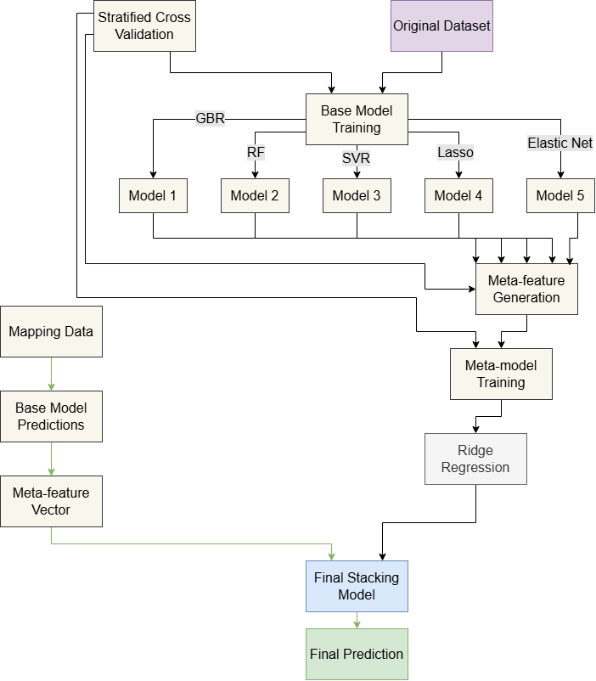 Stratified Cross
Validation
Original Dataset
Base Model
Training
GBR
RF
SVR
Lasso
Elastic Net
Model 1
Model 2
Model 3
Model 4
Model 5
Meta-feature
Generation
Mapping Data
Meta-model
Training
Base Model
Predictions
Ridge
Regression
Meta-feature
Vector
Final Stacking
Model
Final Prediction